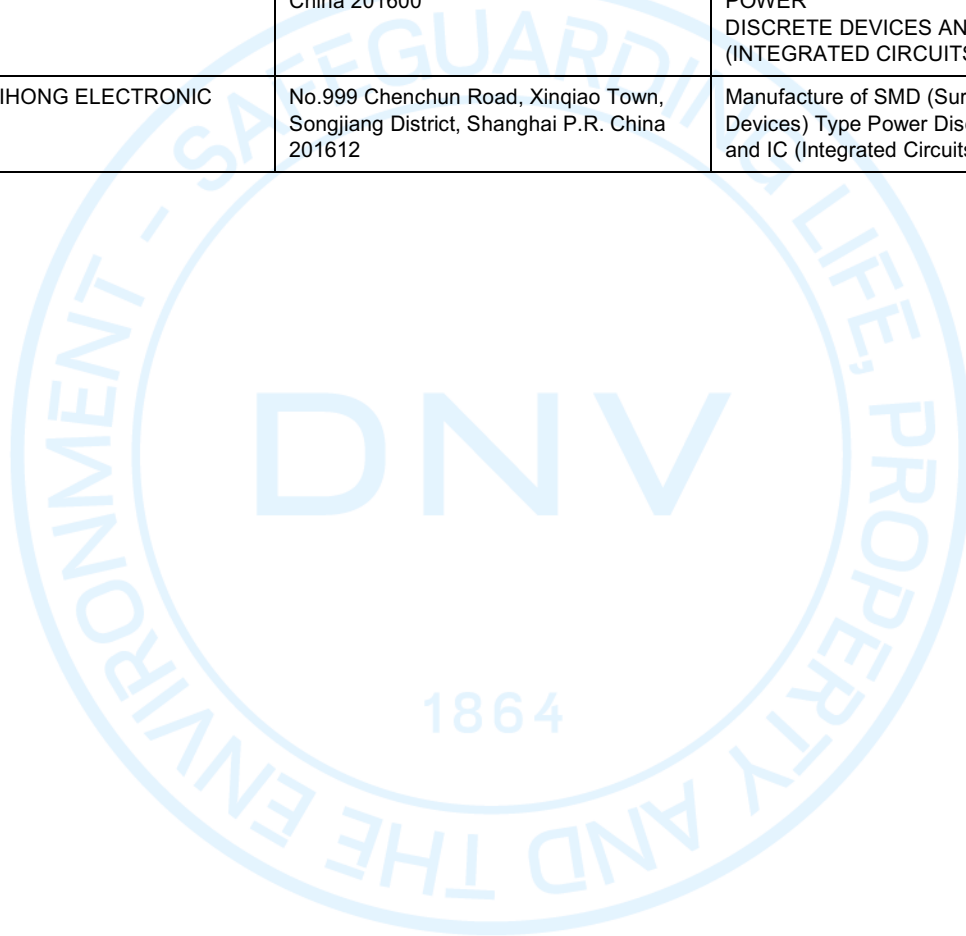 China 201600
POWER
DISCRETE DEVICES AN
(INTEGRATED CIRCUITS
IHONG ELECTRONIC
No.999 Chenchun Road, Xinqiao Town,
Songjiang District, Shanghai P.R. China
201612
Manufacture of SMD (Sur
Devices) Type Power Disc
and IC (Integrated Circuits
SAFEGUARDING LIFE, PROPERTY AND THE ENVIRONMENT -
DNV
1864